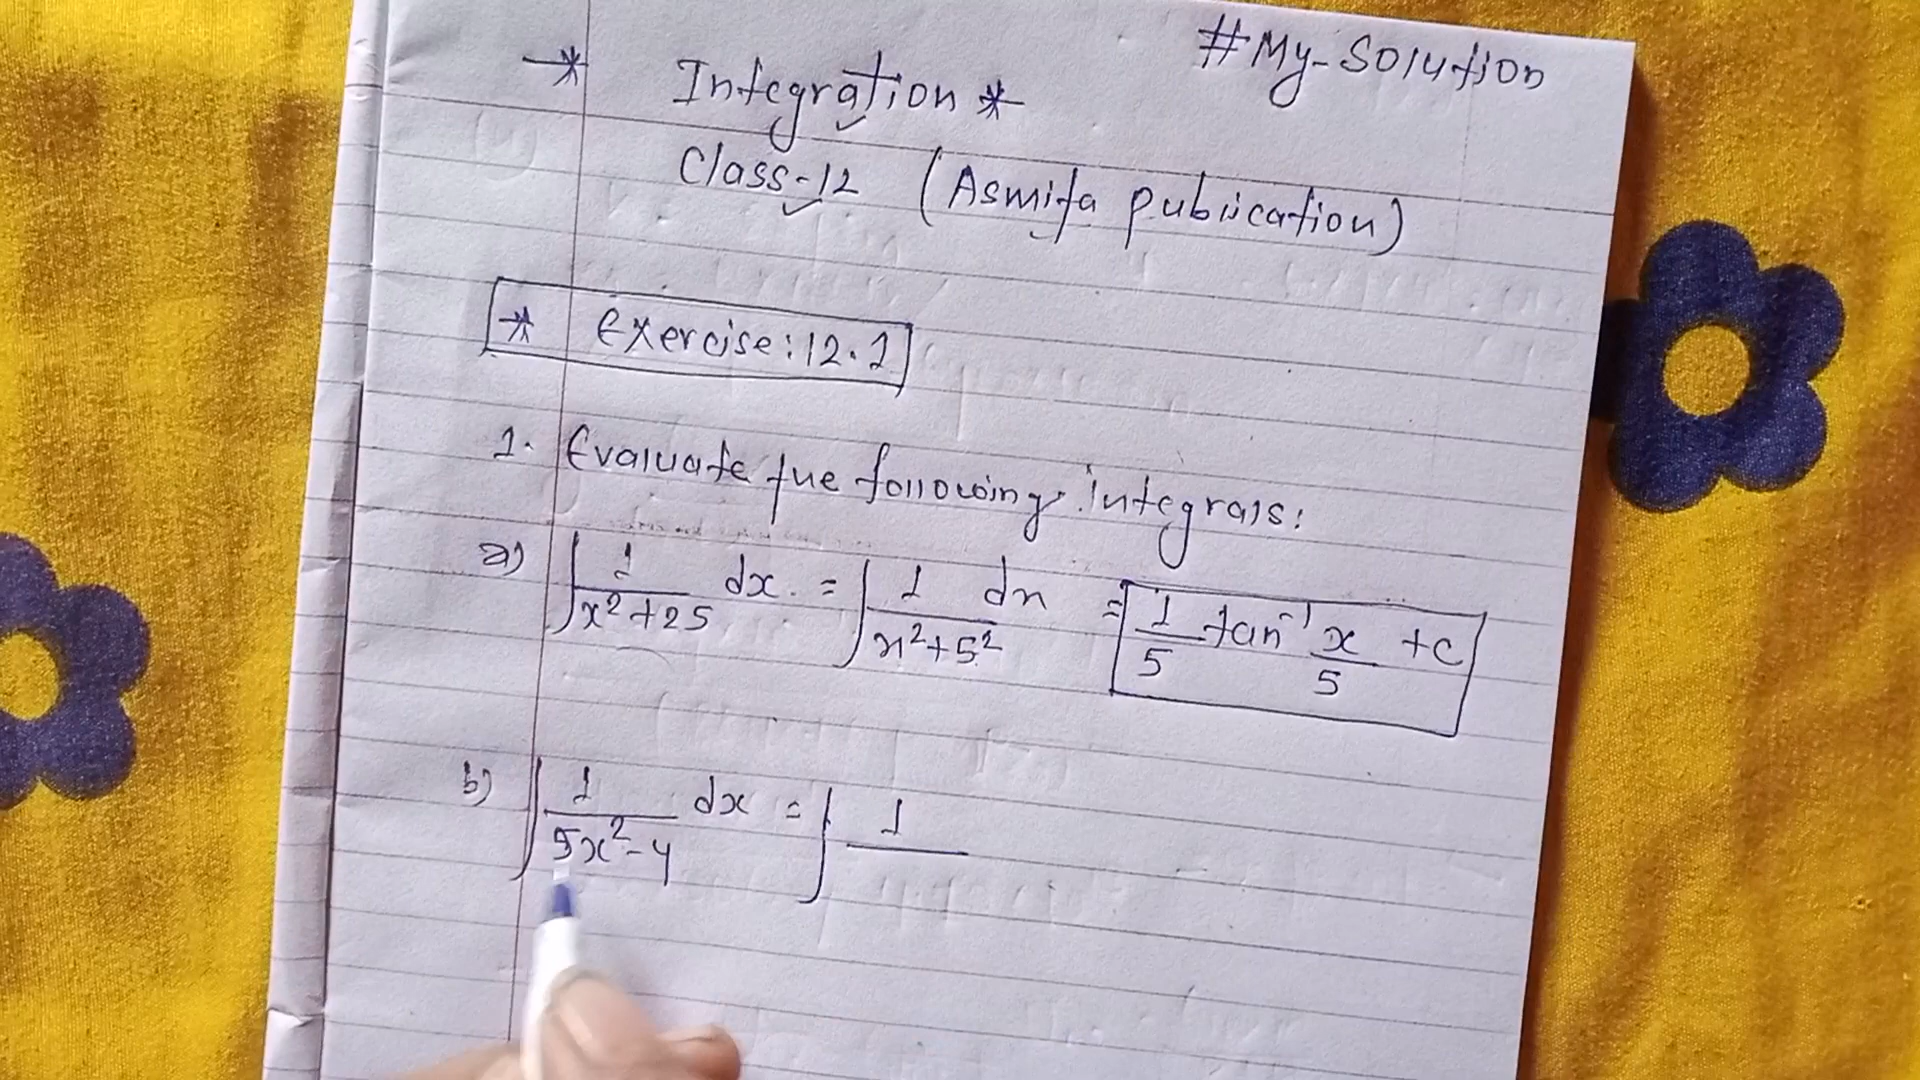 #My-Solution
* Integration *
Class-12 (Asmita publication)
* exercise: 12.1
1. Evaluate the following integrals:
a) ∫ 1/(x²+25) dx. = ∫ 1/(x²+5²) dx = 1/5 tan⁻¹ x/5 +c
b) ∫ 1/(5x²-4) dx = ∫ 1/